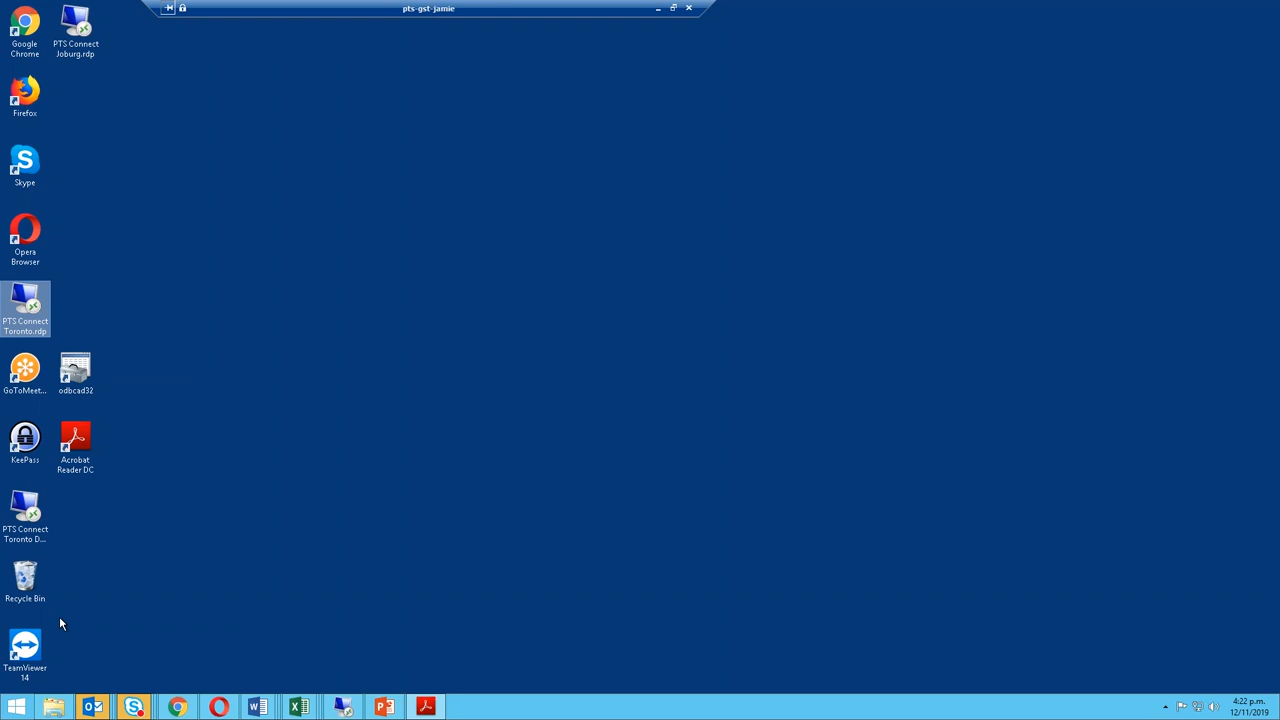 pts-gst-jamie
Google
Chrome
PTS Connect
Joburg.rdp
Firefox
Skype
Opera
Browser
PTS Connect
Toronto.rdp
GoToMeet...
odbcad32
KeePass
Acrobat
Reader DC
PTS Connect
Toronto D...
Recycle Bin
TeamViewer
14
4:22 p.m.
12/11/2019